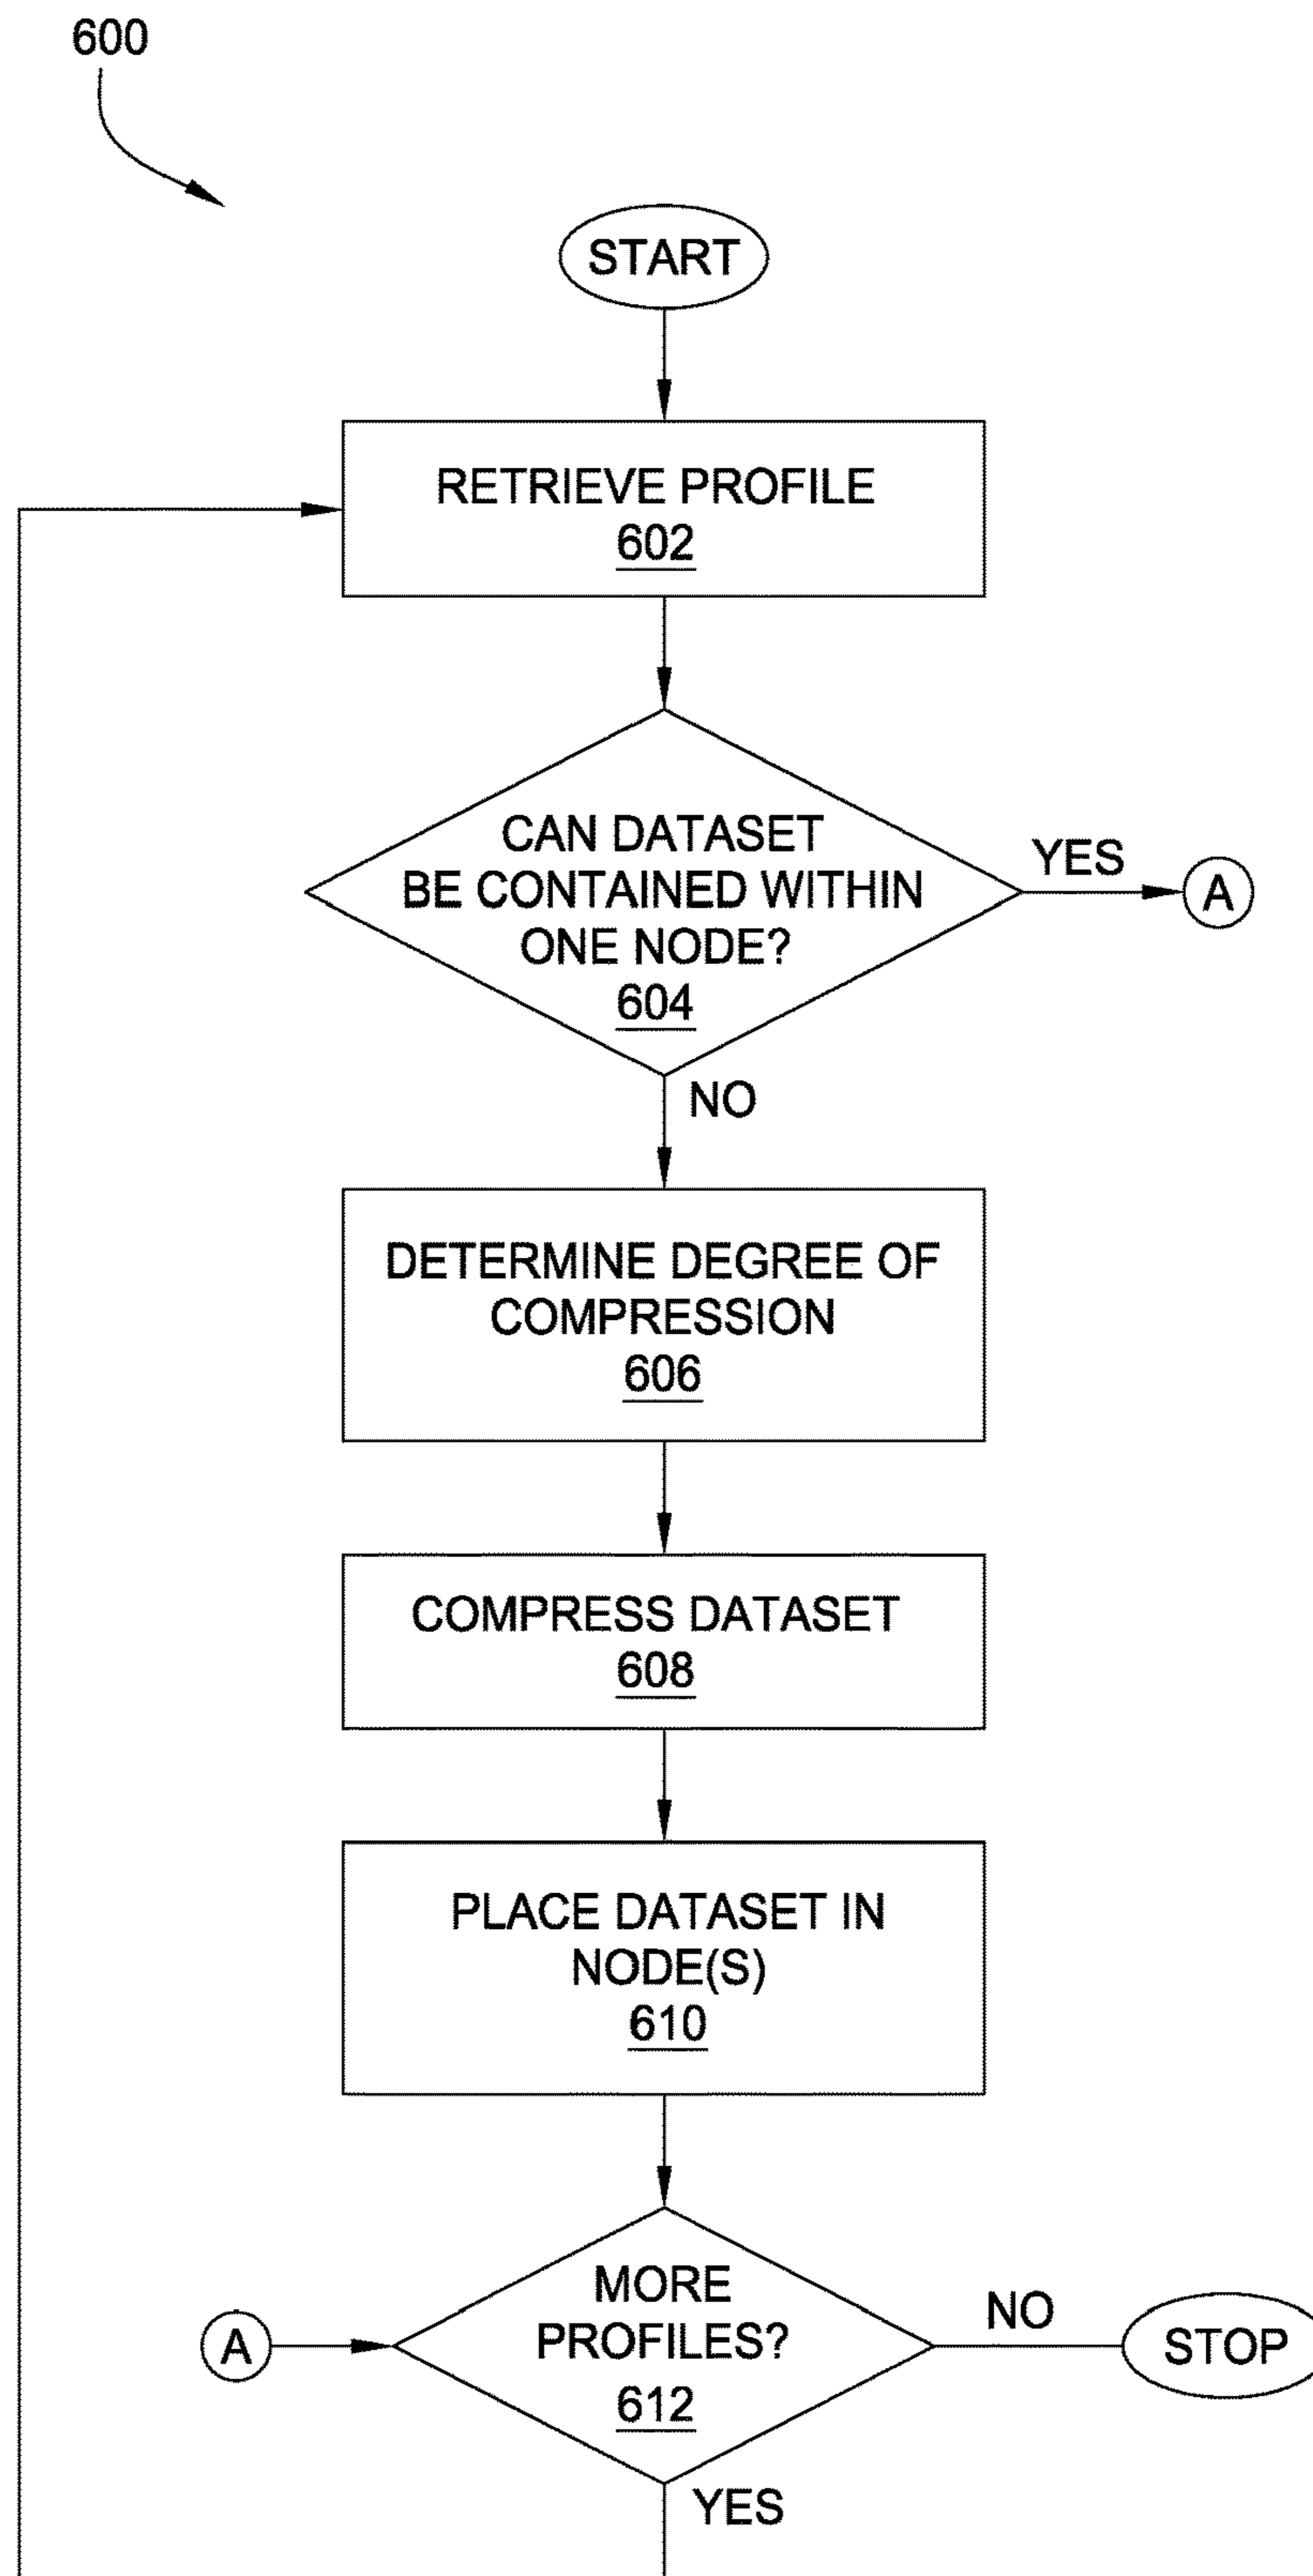 600
START
RETRIEVE PROFILE
602
CAN DATASET
BE CONTAINED WITHIN
ONE NODE?
604
YES
A
NO
DETERMINE DEGREE OF
COMPRESSION
606
COMPRESS DATASET
608
PLACE DATASET IN
NODE(S)
610
A
MORE
PROFILES?
612
NO
STOP
YES